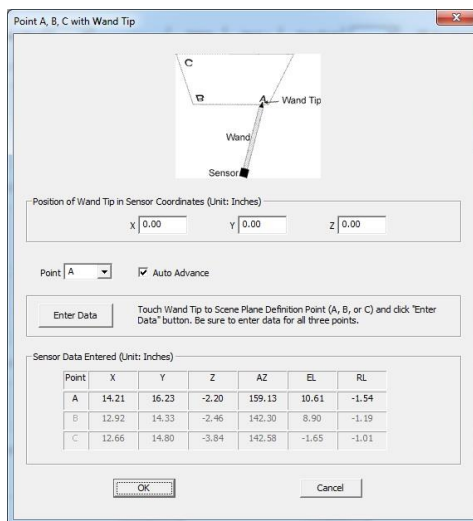 Point A, B, C with Wand Tip
C
B
A
Wand Tip
Wand
Sensor
Position of Wand Tip in Sensor Coordinates (Unit: Inches)
X 0.00 Y 0.00 Z 0.00
Point A Auto Advance
Enter Data
Touch Wand Tip to Scene Plane Definition Point (A, B, or C) and click "Enter
Data" button. Be sure to enter data for all three points.
Sensor Data Entered (Unit: Inches)
Point X Y Z AZ EL RL
A 14.21 16.23 -2.20 159.13 10.61 -1.54
B 12.92 14.33 -2.46 142.30 8.90 -1.19
C 12.66 14.80 -3.84 142.58 -1.65 -1.01
OK Cancel